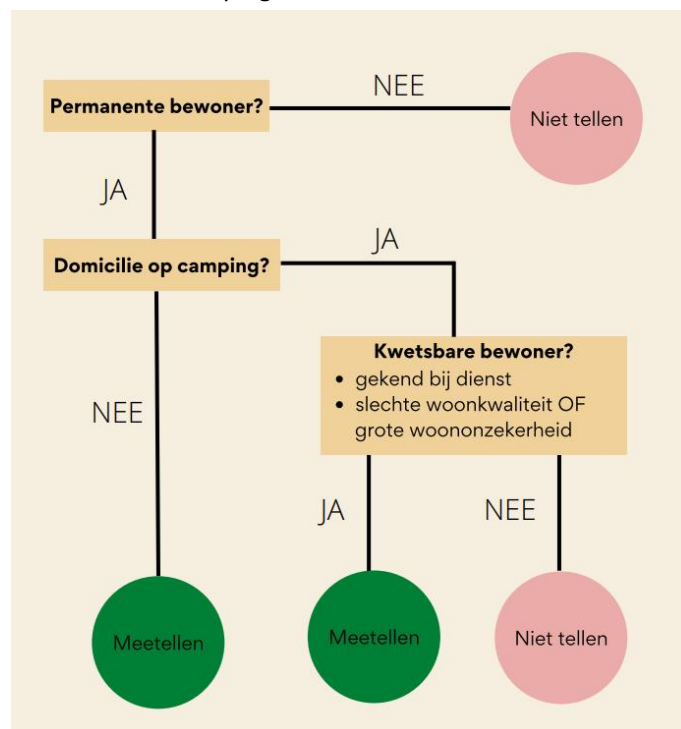 Permanente bewoner?
NEE
Niet tellen
JA
Domicilie op camping?
JA
Kwetsbare bewoner?
• gekend bij dienst
• slechte woonkwaliteit OF
grote woononzekerheid
NEE
JA
NEE
Meetellen
Meetellen
Niet tellen